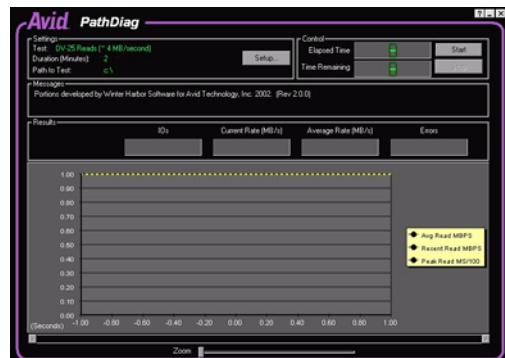 Avid PathDiag
? - x
Settings
Test: DV-25 Reads (~ 4 MB/second)
Duration (Minutes): 2
Path to Test: c:\
Setup...
Control
Elapsed Time
Start
Time Remaining
Stop
Messages
Portions developed by Winter Harbor Software for Avid Technology, Inc. 2002. (Rev 2.0.0)
Results
IOs Current Rate (MB/s) Average Rate (MB/s) Errors
1.00
0.90
0.80
0.70
0.60
0.50
0.40
0.30
0.20
0.10
0.00
Avg Read MBPS
Recent Read MBPS
Peak Read MS/100
(Seconds) -1.00 -0.80 -0.60 -0.40 -0.20 0.00 0.20 0.40 0.60 0.80 1.00
Zoom